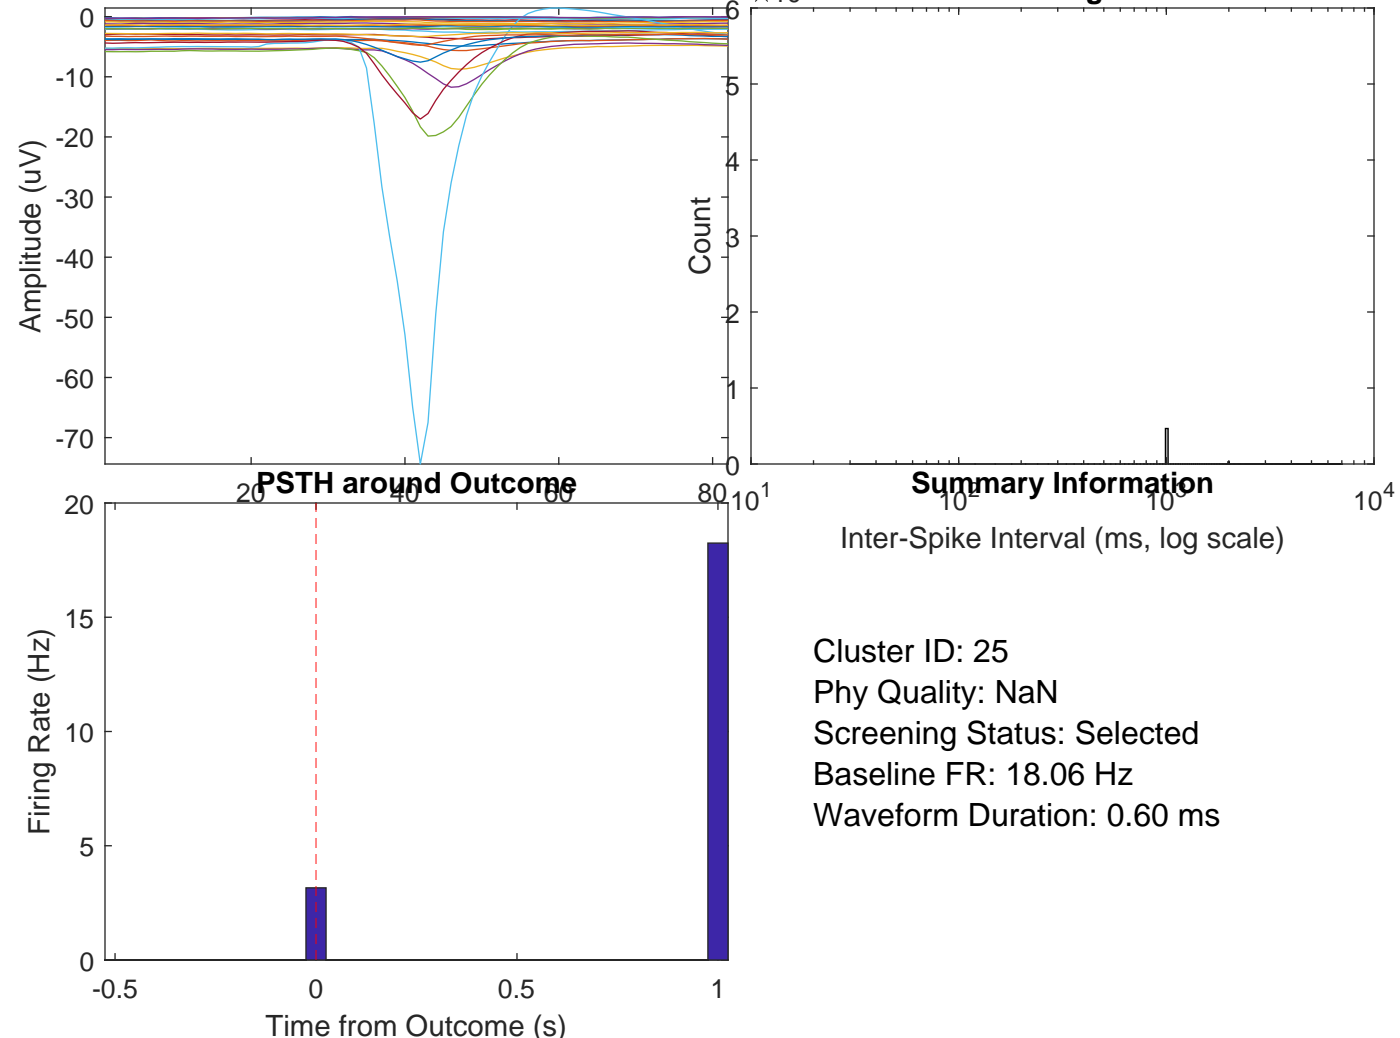 0
-10
-20
-30
-40
-50
-60
-70
Amplitude (uV)
20
40
60
80
6
5
4
3
2
1
0
Count
10^1
10^2
10^3
10^4
Inter-Spike Interval (ms, log scale)
PSTH around Outcome
20
15
10
5
0
Firing Rate (Hz)
-0.5
0
0.5
1
Time from Outcome (s)
Summary Information
Cluster ID: 25
Phy Quality: NaN
Screening Status: Selected
Baseline FR: 18.06 Hz
Waveform Duration: 0.60 ms